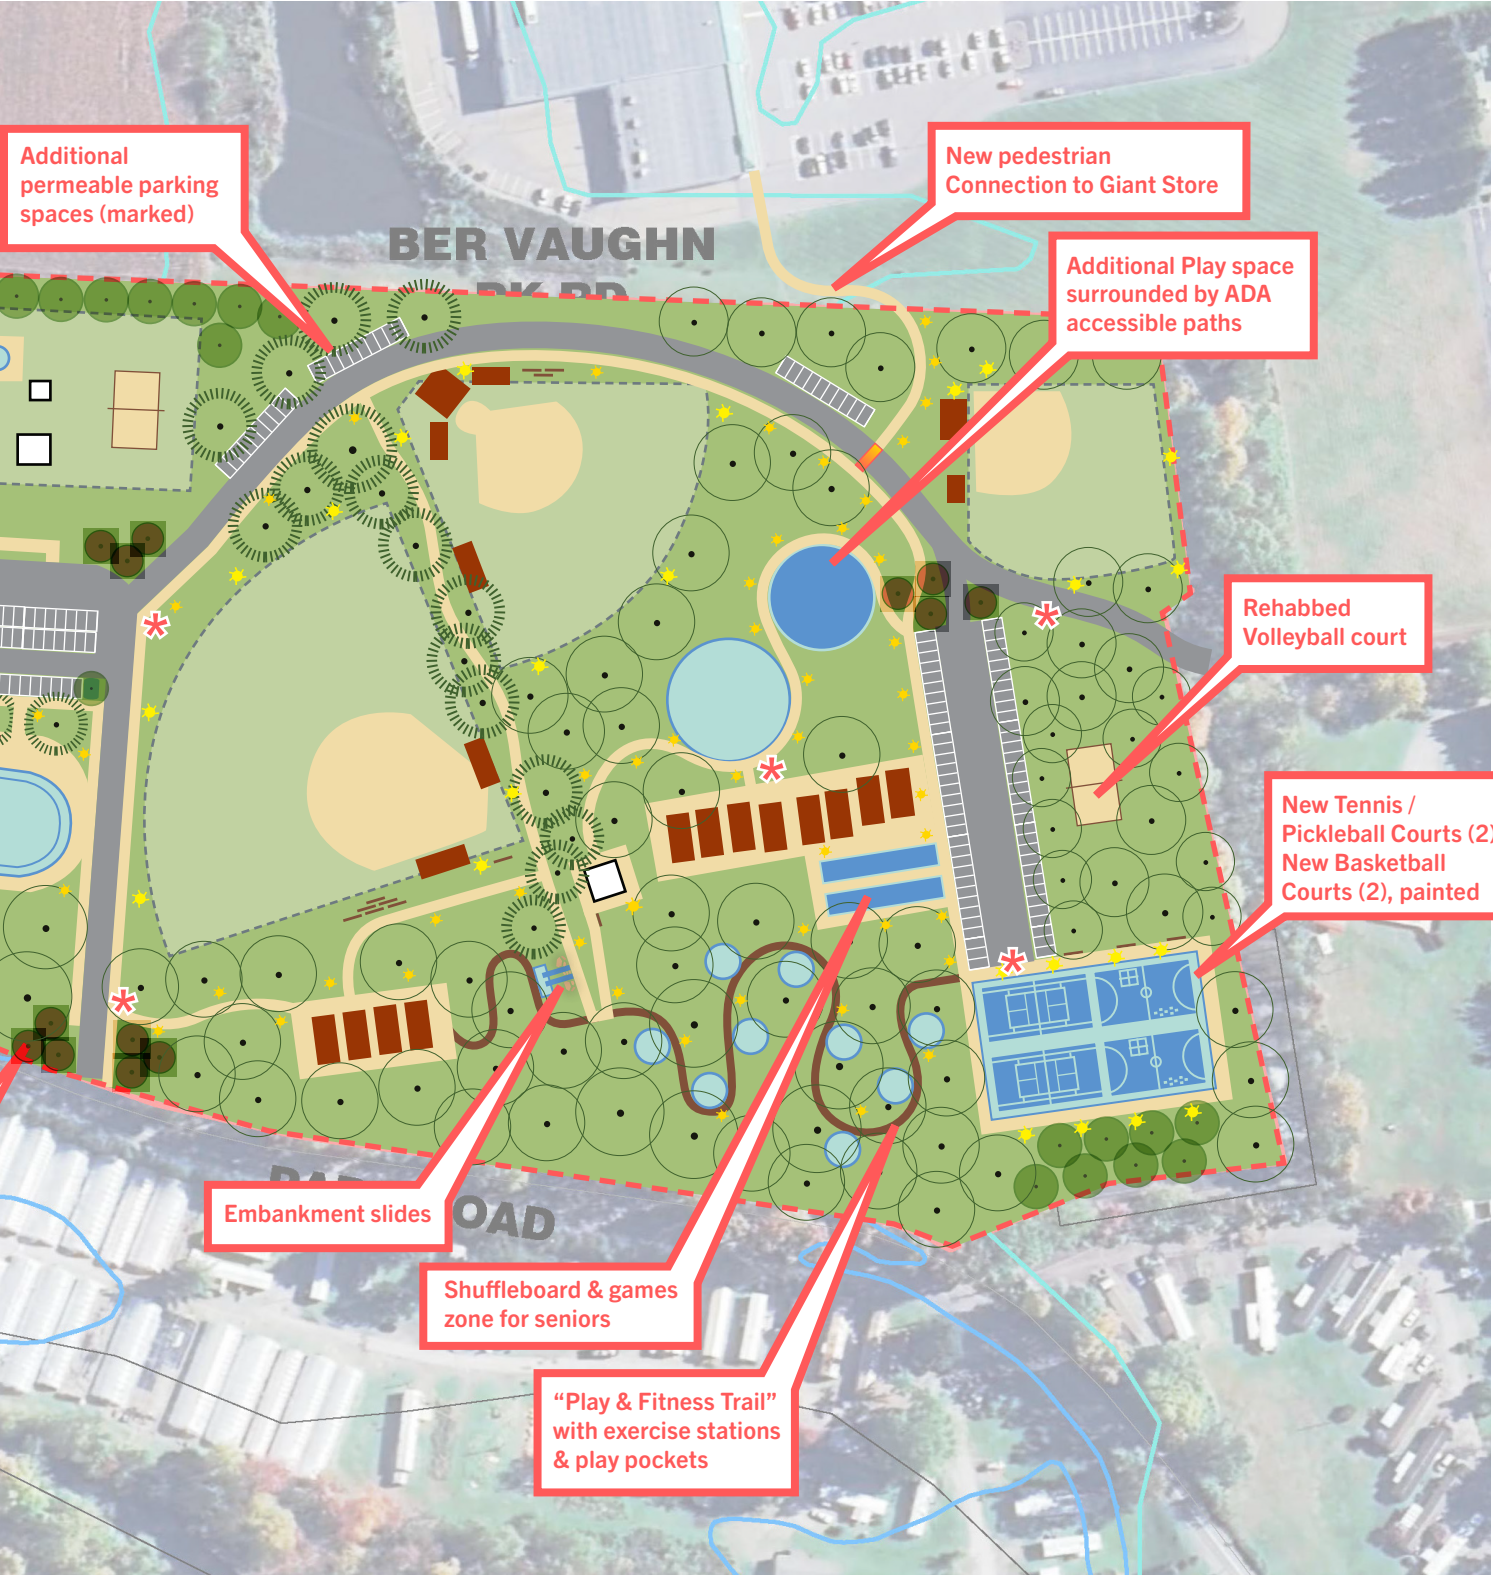 Additional
permeable parking
spaces (marked)
New pedestrian
Connection to Giant Store
BER VAUGHN
Additional Play space
surrounded by ADA
accessible paths
Rehabbed
Volleyball court
New Tennis /
Pickleball Courts (2)
New Basketball
Courts (2), painted
Embankment slides
OAD
Shuffleboard & games
zone for seniors
“Play & Fitness Trail”
with exercise stations
& play pockets